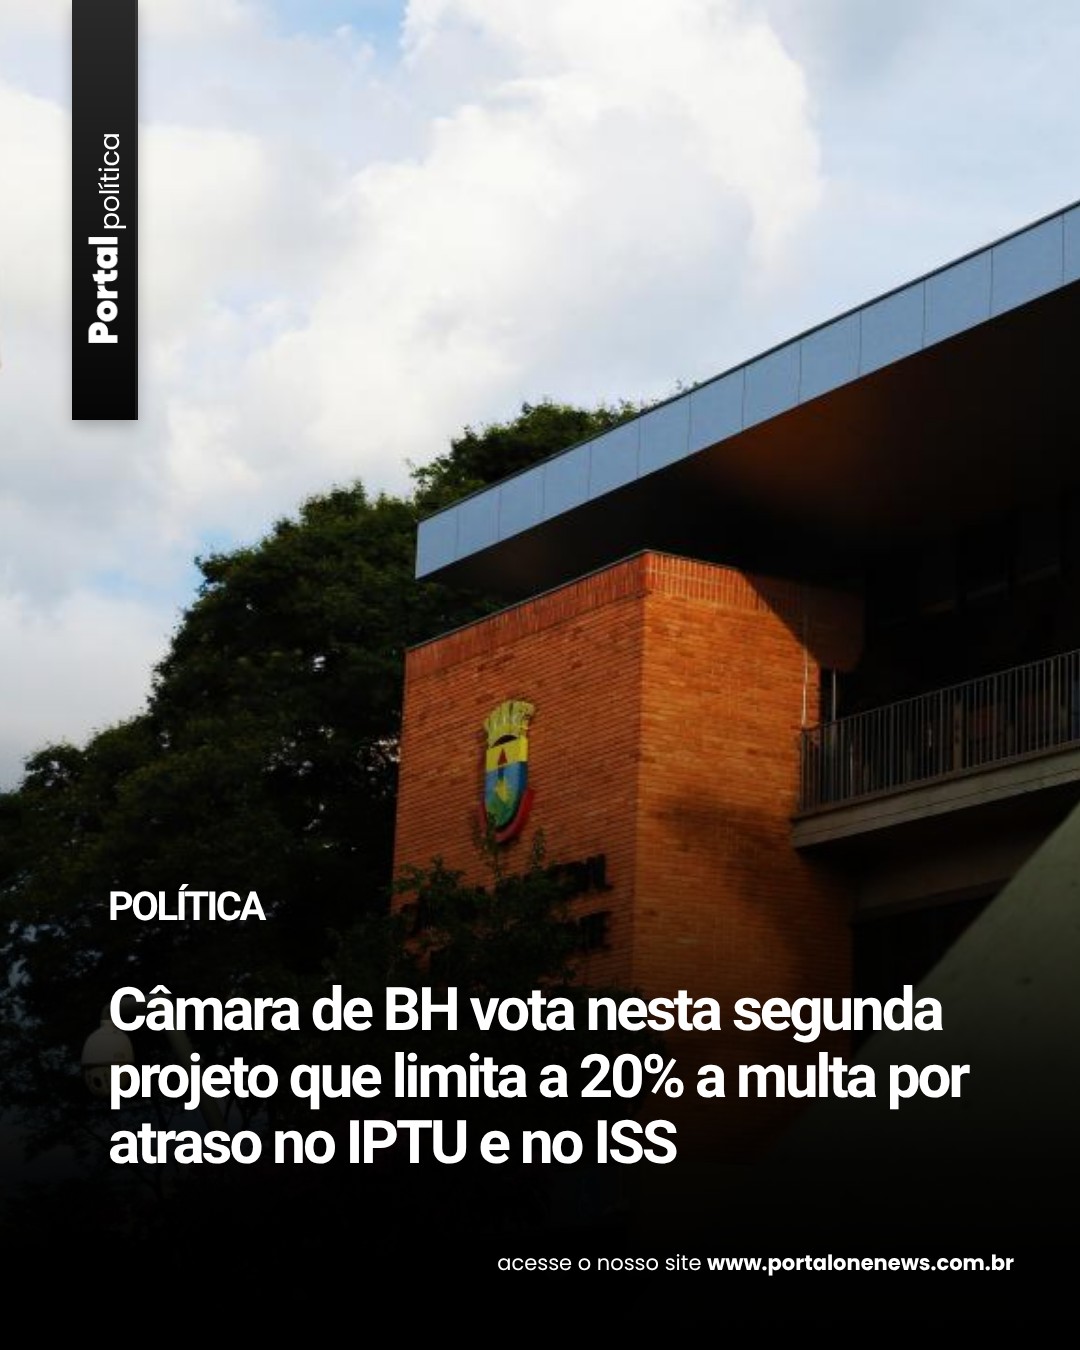 Portal política
POLÍTICA
Câmara de BH vota nesta segunda
projeto que limita a 20% a multa por
atraso no IPTU e no ISS
acesse o nosso site www.portalonenews.com.br